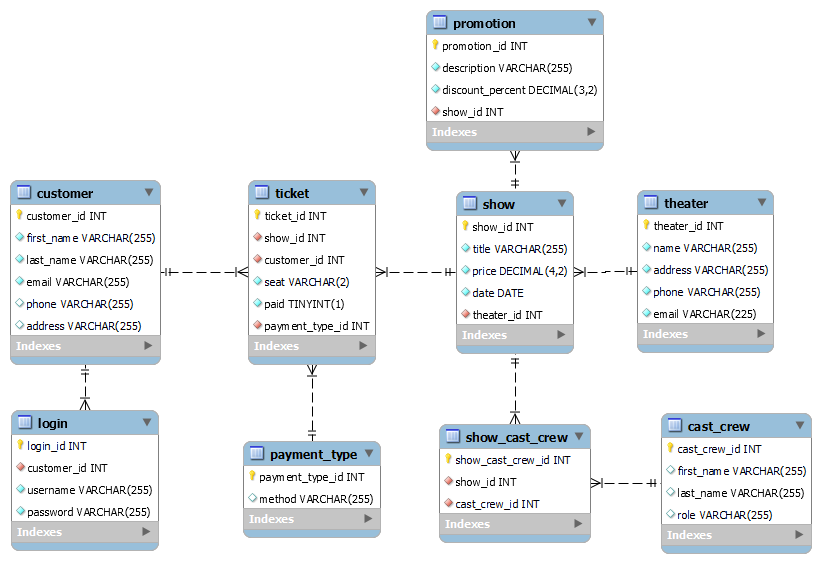 promotion
promotion_id INT
description VARCHAR(255)
discount_percent DECIMAL(3,2)
show_id INT
Indexes
customer
customer_id INT
first_name VARCHAR(255)
last_name VARCHAR(255)
email VARCHAR(255)
phone VARCHAR(255)
address VARCHAR(255)
Indexes
ticket
ticket_id INT
show_id INT
customer_id INT
seat VARCHAR(2)
paid TINYINT(1)
payment_type_id INT
Indexes
show
show_id INT
title VARCHAR(255)
price DECIMAL(4,2)
date DATE
theater_id INT
Indexes
theater
theater_id INT
name VARCHAR(255)
address VARCHAR(255)
phone VARCHAR(255)
email VARCHAR(225)
Indexes
login
login_id INT
customer_id INT
username VARCHAR(255)
password VARCHAR(255)
Indexes
payment_type
payment_type_id INT
method VARCHAR(255)
Indexes
show_cast_crew
show_cast_crew_id INT
show_id INT
cast_crew_id INT
Indexes
cast_crew
cast_crew_id INT
first_name VARCHAR(255)
last_name VARCHAR(255)
role VARCHAR(255)
Indexes